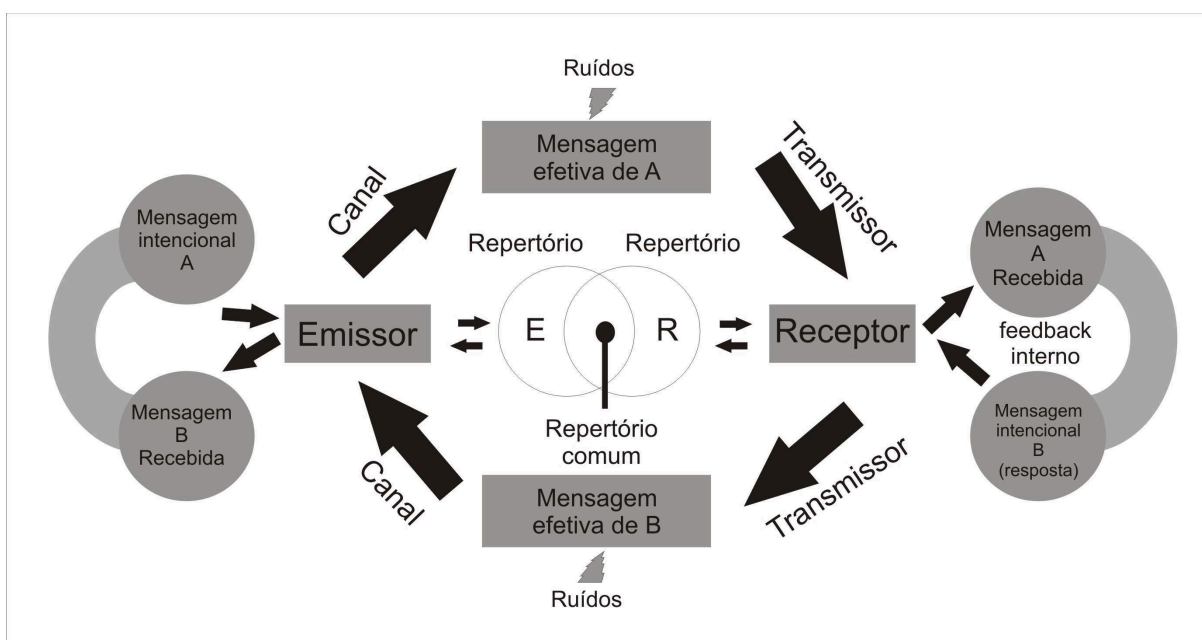 Ruídos
Mensagem
efetiva de A
Canal
Transmissor
Mensagem
intencional
A
Repertório
Repertório
Mensagem
A
Recebida
Emissor
E
R
Receptor
feedback
interno
Mensagem
B
Recebida
Repertório
comum
Mensagem
intencional
B
(resposta)
Canal
Mensagem
efetiva de B
Transmissor
Ruídos